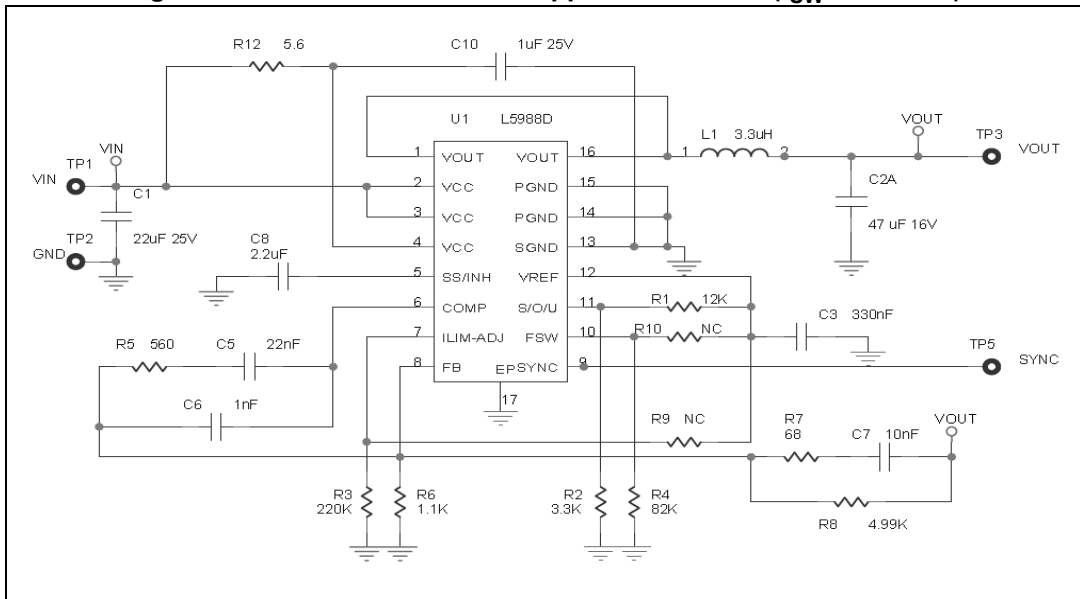 R12 5.6
C10 1uF 25V
U1 L5988D
VIN
TP1
VIN
C1
22uF 25V
TP2
GND
C8
2.2uF
1 VOUT VOUT 16
2 VCC PGND 15
3 VCC PGND 14
4 VCC SGND 13
5 SS/INH VREF 12
6 COMP S/O/U 11
7 ILIM-ADJ FSW 10
8 FB EP SYNC 9
17
1 L1 3.3uH 2
VOUT
TP3
VOUT
C2A
47 uF 16V
R1 12K
R10 NC
C3 330nF
TP5
SYNC
R5 560
C5 22nF
C6 1nF
R9 NC
R7
68
C7 10nF
VOUT
R8 4.99K
R3
220K
R6
1.1K
R2
3.3K
R4
82K